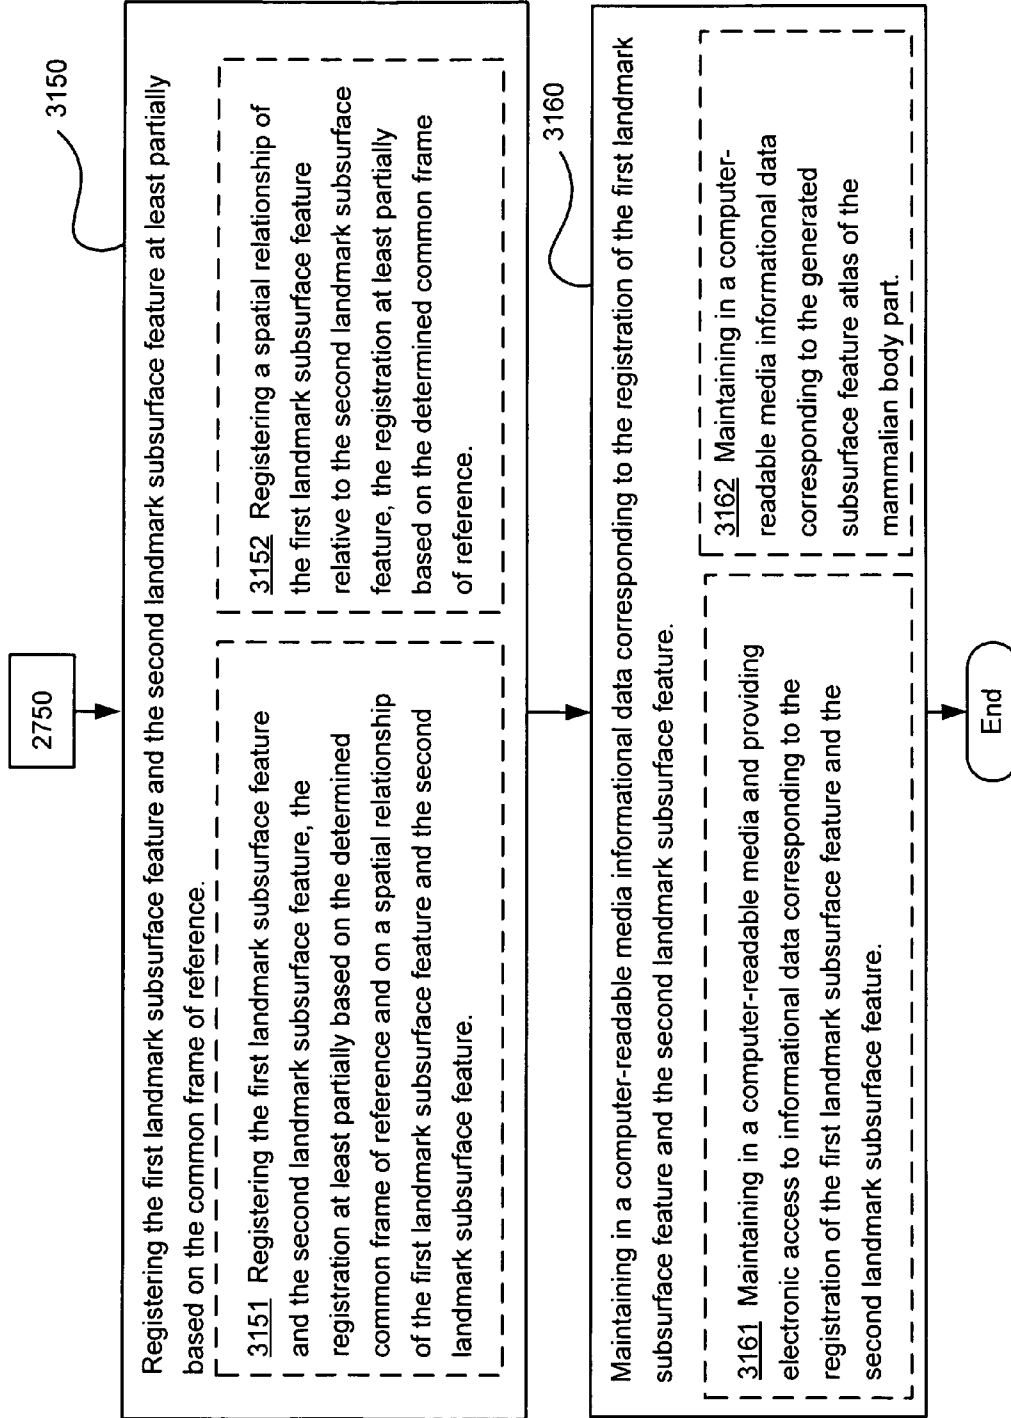 2750
3150
Registering the first landmark subsurface feature and the second landmark subsurface feature at least partially
based on the common frame of reference.
3151 Registering the first landmark subsurface feature
and the second landmark subsurface feature, the
registration at least partially based on the determined
common frame of reference and on a spatial relationship
of the first landmark subsurface feature and the second
landmark subsurface feature.
3152 Registering a spatial relationship of
the first landmark subsurface feature
relative to the second landmark subsurface
feature, the registration at least partially
based on the determined common frame
of reference.
3160
Maintaining in a computer-readable media informational data corresponding to the registration of the first landmark
subsurface feature and the second landmark subsurface feature.
3161 Maintaining in a computer-readable media and providing
electronic access to informational data corresponding to the
registration of the first landmark subsurface feature and the
second landmark subsurface feature.
3162 Maintaining in a computer-
readable media informational data
corresponding to the generated
subsurface feature atlas of the
mammalian body part.
End